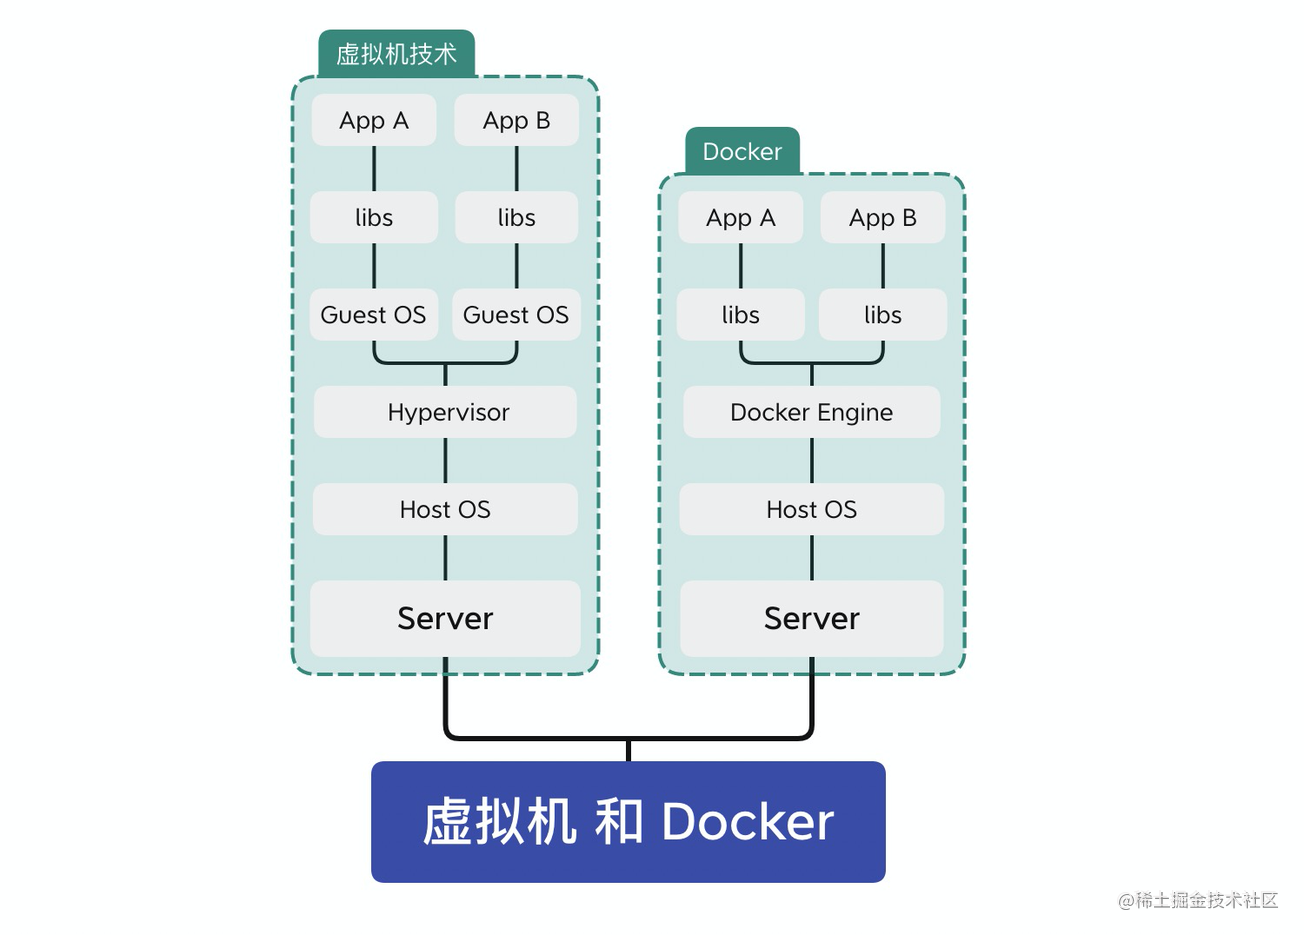 虚拟机技术
App A
App B
libs
libs
Guest OS
Guest OS
Hypervisor
Host OS
Server
Docker
App A
App B
libs
libs
Docker Engine
Host OS
Server
虚拟机 和 Docker
@稀土掘金技术社区